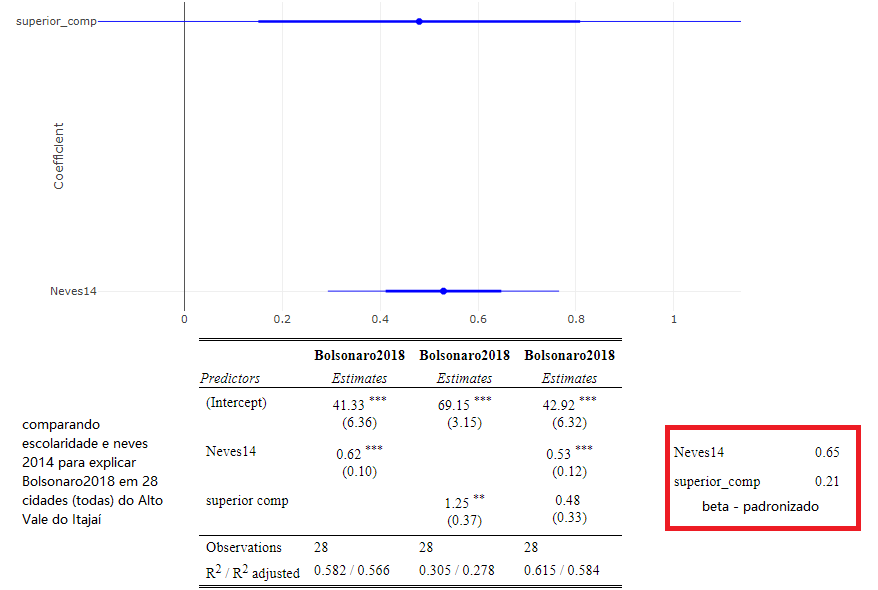 superior_comp
Coefficient
Neves14
0 0.2 0.4 0.6 0.8 1
Bolsonaro2018 Bolsonaro2018 Bolsonaro2018
Predictors Estimates Estimates Estimates
(Intercept) 41.33 *** 69.15 *** 42.92 ***
(6.36) (3.15) (6.32)
Neves14 0.62 *** 0.53 ***
(0.10) (0.12)
superior comp 1.25 ** 0.48
(0.37) (0.33)
Observations 28 28 28
R2 / R2 adjusted 0.582 / 0.566 0.305 / 0.278 0.615 / 0.584
comparando
escolaridade e neves
2014 para explicar
Bolsonaro2018 em 28
cidades (todas) do Alto
Vale do Itajaí
Neves14 0.65
superior_comp 0.21
beta - padronizado